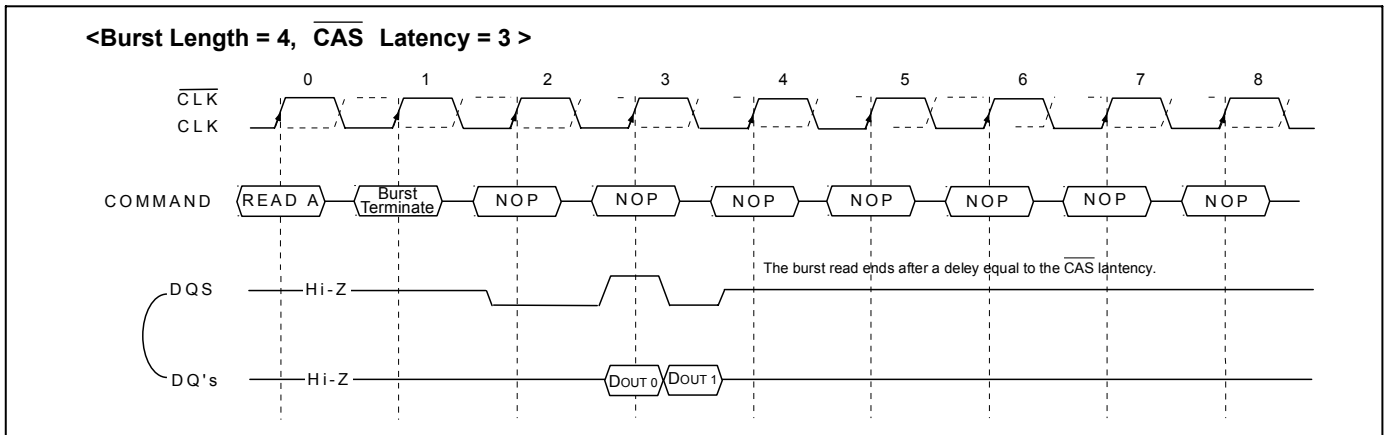 <Burst Length = 4, CAS Latency = 3 >
0 1 2 3 4 5 6 7 8
CLK
CLK
COMMAND READ A Burst Terminate NOP NOP NOP NOP NOP NOP NOP
The burst read ends after a deley equal to the CAS lantency.
DQS Hi-Z
DQ's Hi-Z DOUT 0 DOUT 1